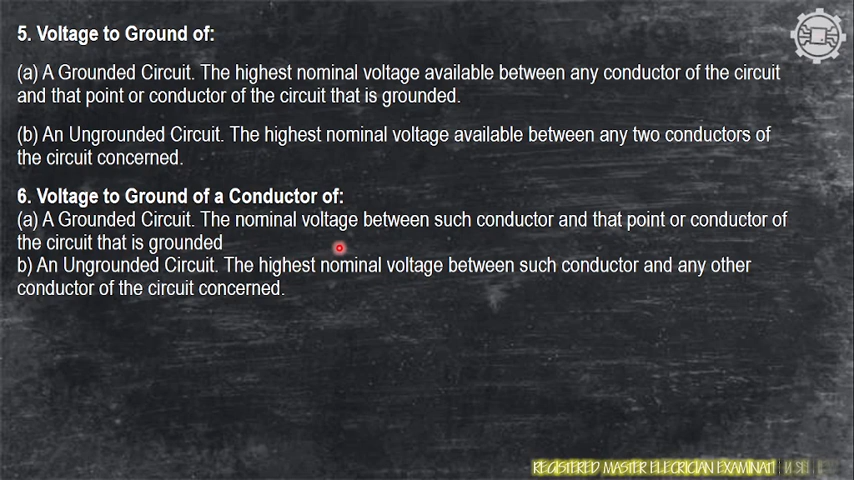 5. Voltage to Ground of:
(a) A Grounded Circuit. The highest nominal voltage available between any conductor of the circuit
and that point or conductor of the circuit that is grounded.
(b) An Ungrounded Circuit. The highest nominal voltage available between any two conductors of
the circuit concerned.
6. Voltage to Ground of a Conductor of:
(a) A Grounded Circuit. The nominal voltage between such conductor and that point or conductor of
the circuit that is grounded
b) An Ungrounded Circuit. The highest nominal voltage between such conductor and any other
conductor of the circuit concerned.
REGISTERED MASTER ELECRICIAN EXAMINATI